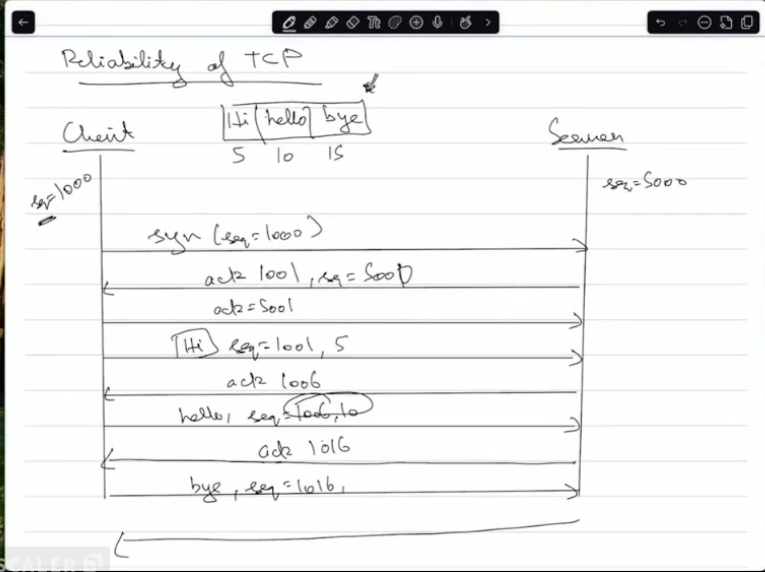 Reliability of TCP
Hi hello bye
Client
Server
5 10 15
sq=1000
seq=5000
syn (seq=1000)
ack 1001, sq=5000
ack=5001
Hi seq=1001, 5
ack 1006
hello, seq=1006,10
ack 1016
bye, seq=1016,
SCALER